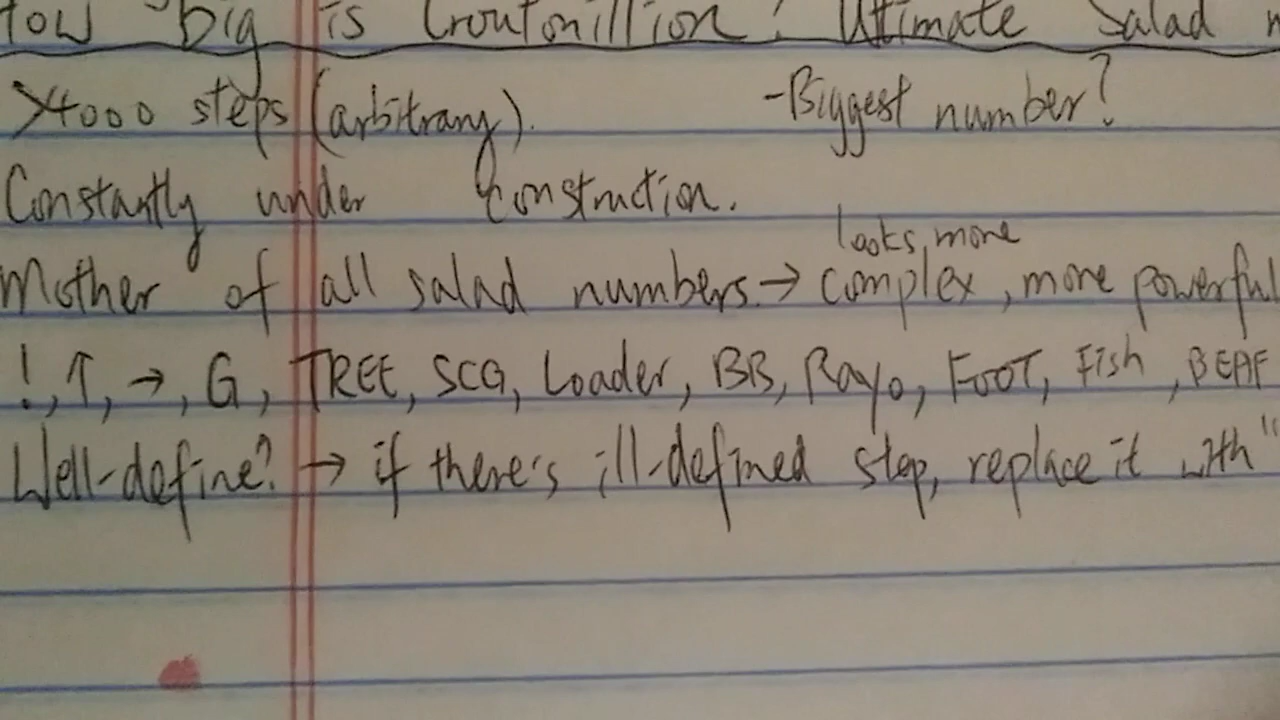 How big is Croutonillion? Ultimate Salad n
>4000 steps (arbitrary). -Biggest number?
Constantly under construction.
looks more
Mother of all salad numbers. → complex, more powerful
!, ↑, →, G, TREE, SCG, Loader, BB, Rayo, FOOT, Fish, BEAF
Well-define? → if there's ill-defined step, replace it with "